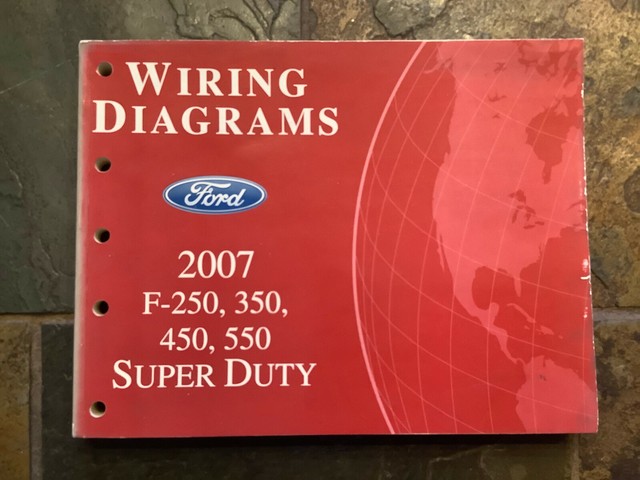 WIRING
DIAGRAMS
Ford
2007
F-250, 350,
450, 550
SUPER DUTY